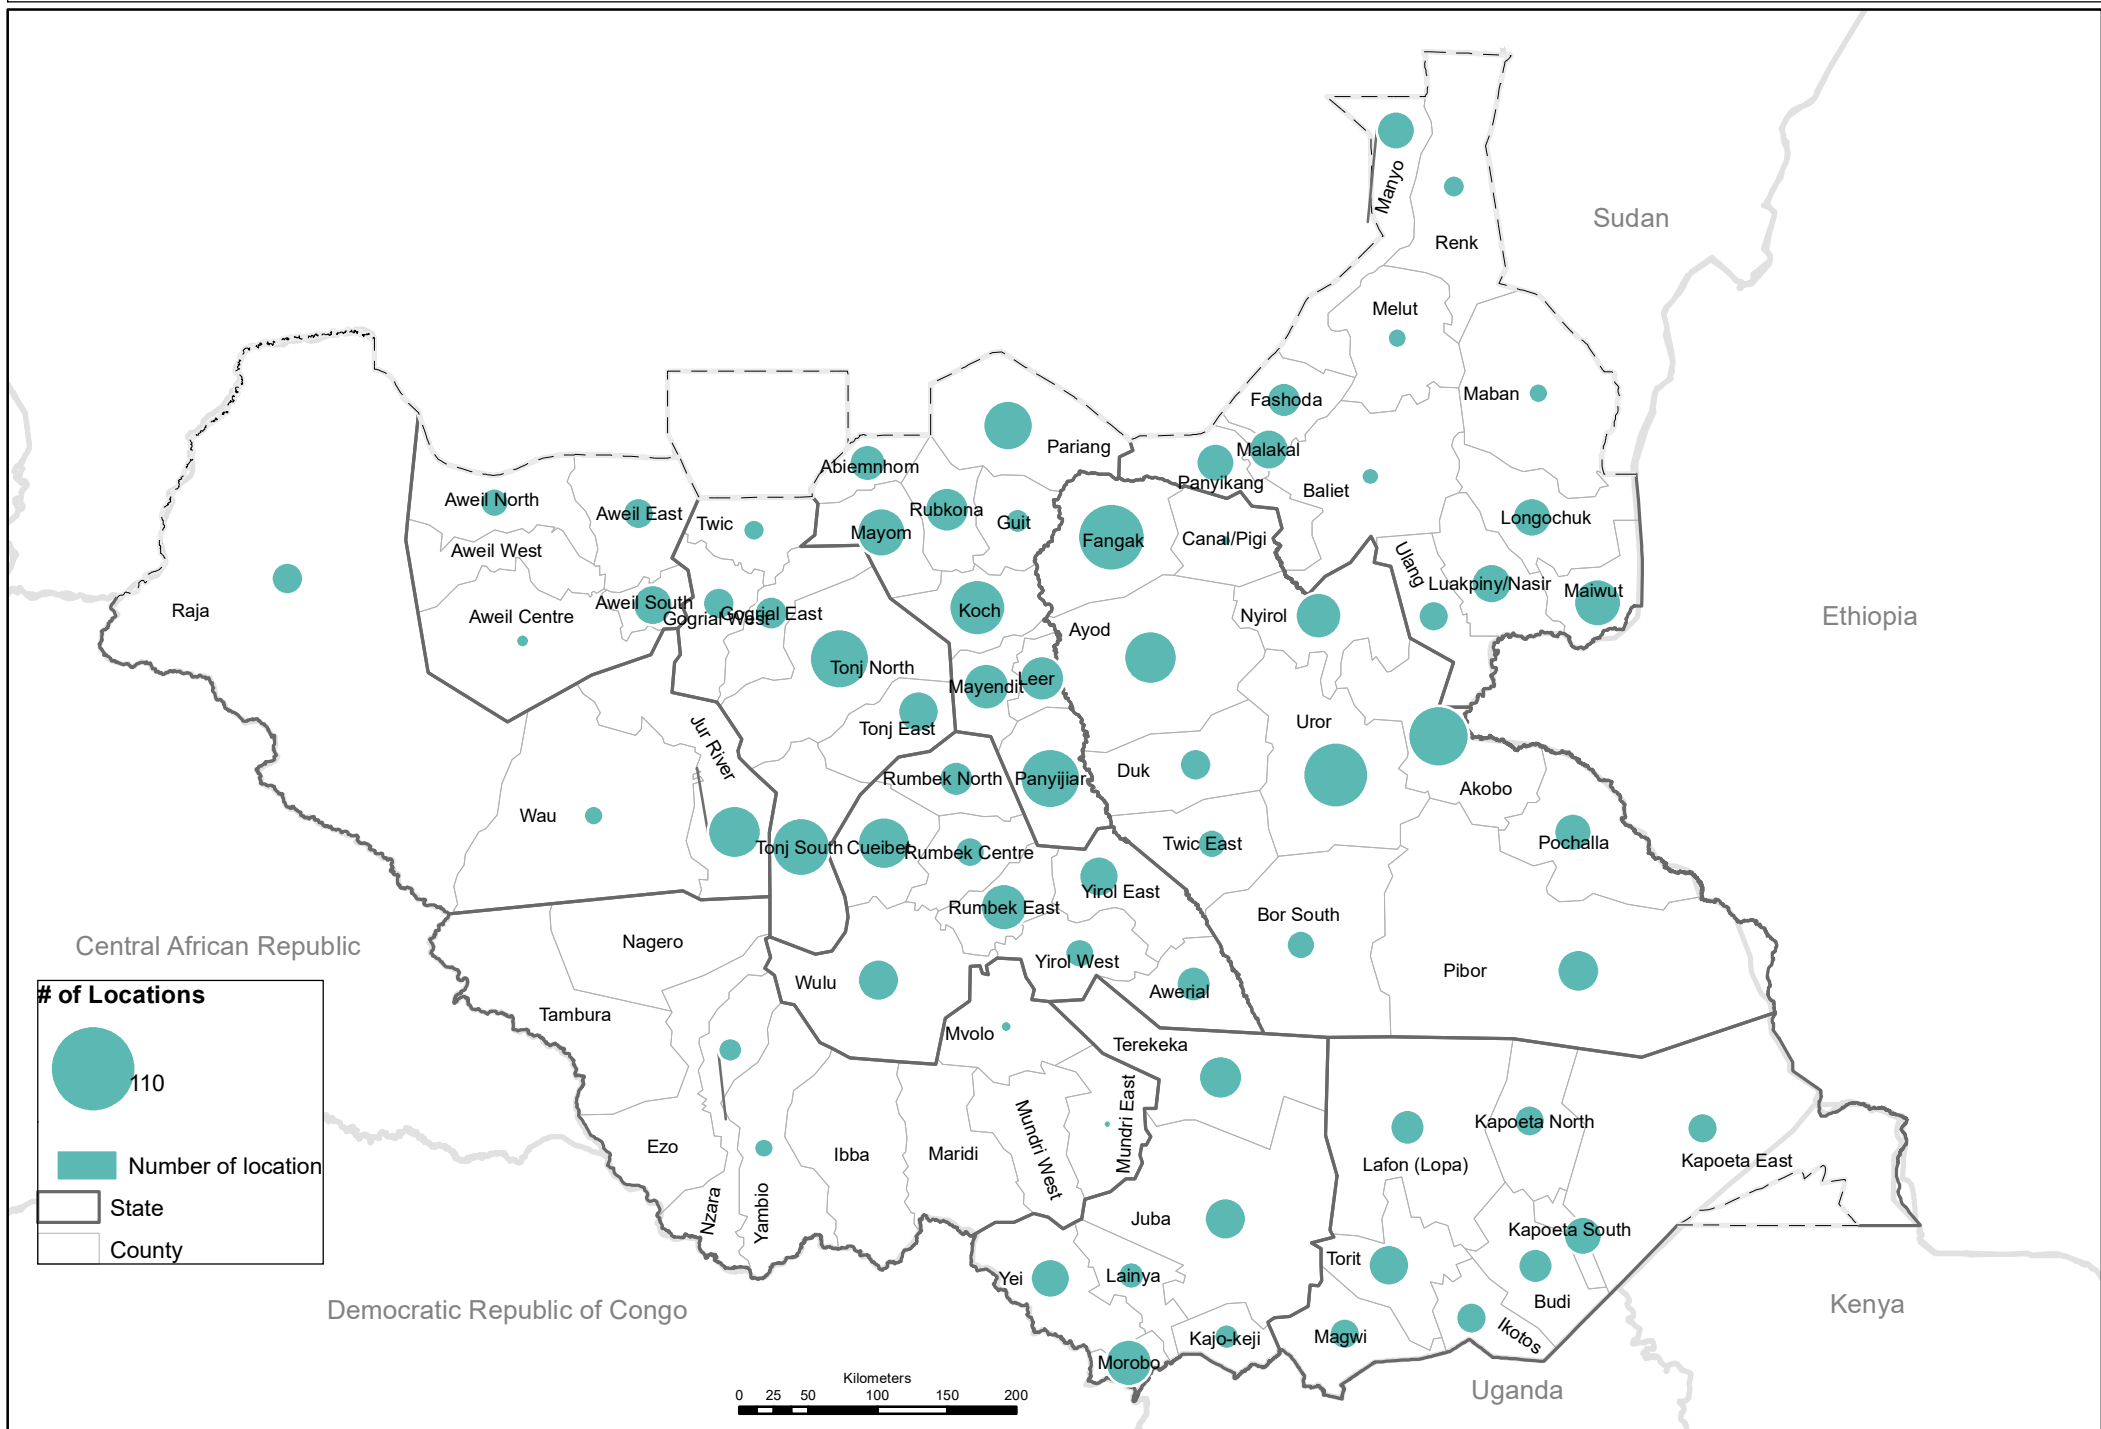 Manyo
Sudan
Renk
Melut
Maban
Fashoda
Malakal
Pariang
Abiemnhom
Panyikang
Baliet
Aweil North
Aweil East
Twic
Rubkona
Guit
Mayom
Fangak
Canal/Pigi
Longochuk
Aweil West
Ulang
Luakpiny/Nasir
Maiwut
Raja
Aweil Centre
Aweil South
Gogrial West
Gogrial East
Koch
Ayod
Nyirol
Ethiopia
Tonj North
Mayendit
Leer
Tonj East
Uror
Jur River
Rumbek North
Panyijiar
Duk
Akobo
Wau
Tonj South
Cueibet
Rumbek Centre
Twic East
Pochalla
Yirol East
Rumbek East
Bor South
Central African Republic
Nagero
Yirol West
Pibor
Wulu
Awerial
# of Locations
110
Number of location
State
County
Tambura
Mvolo
Terekeka
Mundri East
Mundri West
Kapoeta North
Ezo
Ibba
Maridi
Lafon (Lopa)
Kapoeta East
Nzara
Yambio
Juba
Kapoeta South
Torit
Yei
Lainya
Budi
Democratic Republic of Congo
Kenya
Kajo-keji
Magwi
Ikotos
Morobo
Kilometers
0 25 50 100 150 200
Uganda